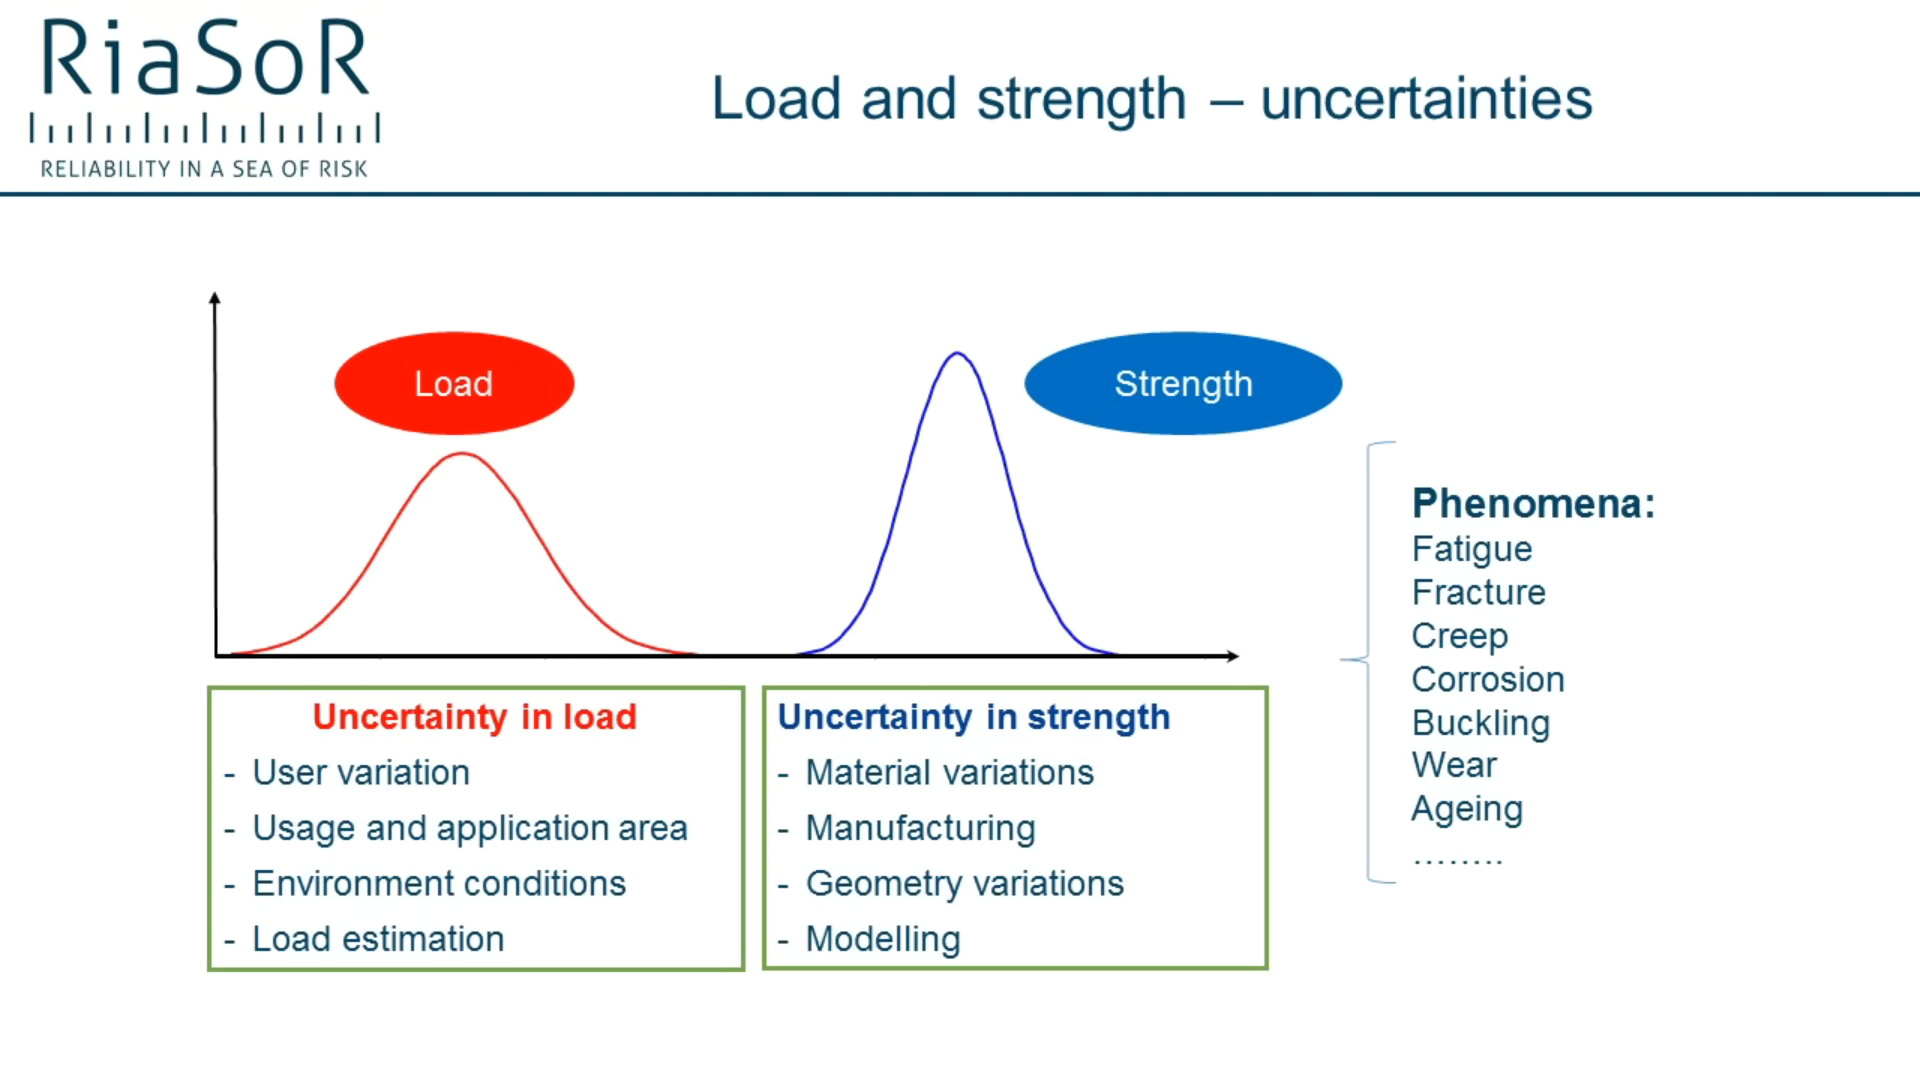 RiaSoR
RELIABILITY IN A SEA OF RISK
Load and strength – uncertainties
Load
Strength
Uncertainty in load
- User variation
- Usage and application area
- Environment conditions
- Load estimation
Uncertainty in strength
- Material variations
- Manufacturing
- Geometry variations
- Modelling
Phenomena:
Fatigue
Fracture
Creep
Corrosion
Buckling
Wear
Ageing
........